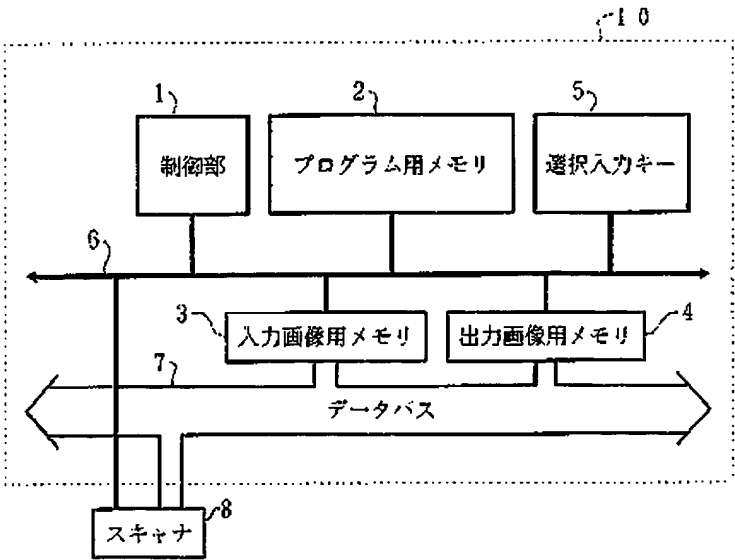 10
1
2
5
制御部
プログラム用メモリ
選択入力キー
6
3
入力画像用メモリ
出力画像用メモリ
4
7
データバス
スキャナ
8